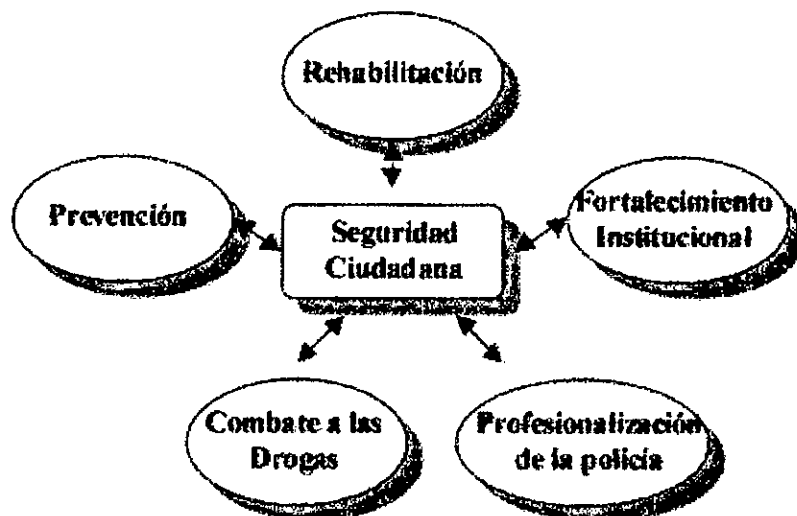 Rehabilitación
Prevención
Seguridad
Ciudadana
Fortalecimiento
Institucional
Combate a las
Drogas
Profesionalización
de la policía